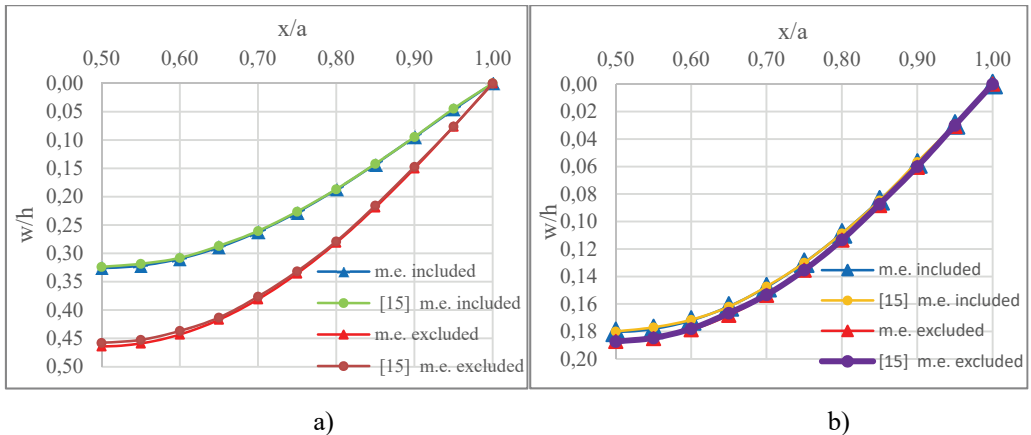 x/a
0,50 0,60 0,70 0,80 0,90 1,00
0,00
0,05
0,10
0,15
0,20
0,25
0,30
0,35
0,40
0,45
0,50
w/h
m.e. included
[15] m.e. included
m.e. excluded
[15] m.e. excluded
a)
x/a
0,50 0,60 0,70 0,80 0,90 1,00
0,00
0,02
0,04
0,06
0,08
0,10
0,12
0,14
0,16
0,18
0,20
w/h
m.e. included
[15] m.e. included
m.e. excluded
[15] m.e. excluded
b)